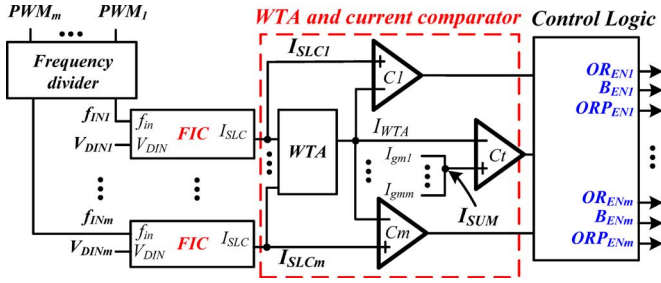 PWMm PWM1
Frequency divider
WTA and current comparator
Control Logic
ISLC1
C1
fIN1
VDIN1
fin
VDIN
FIC
ISLC
WTA
IWTA
Igm1
Igmm
Ct
ISUM
fINm
VDINm
fin
VDIN
FIC
ISLC
ISLCm
Cm
OREN1
BEN1
ORPEN1
ORENm
BENm
ORPENm